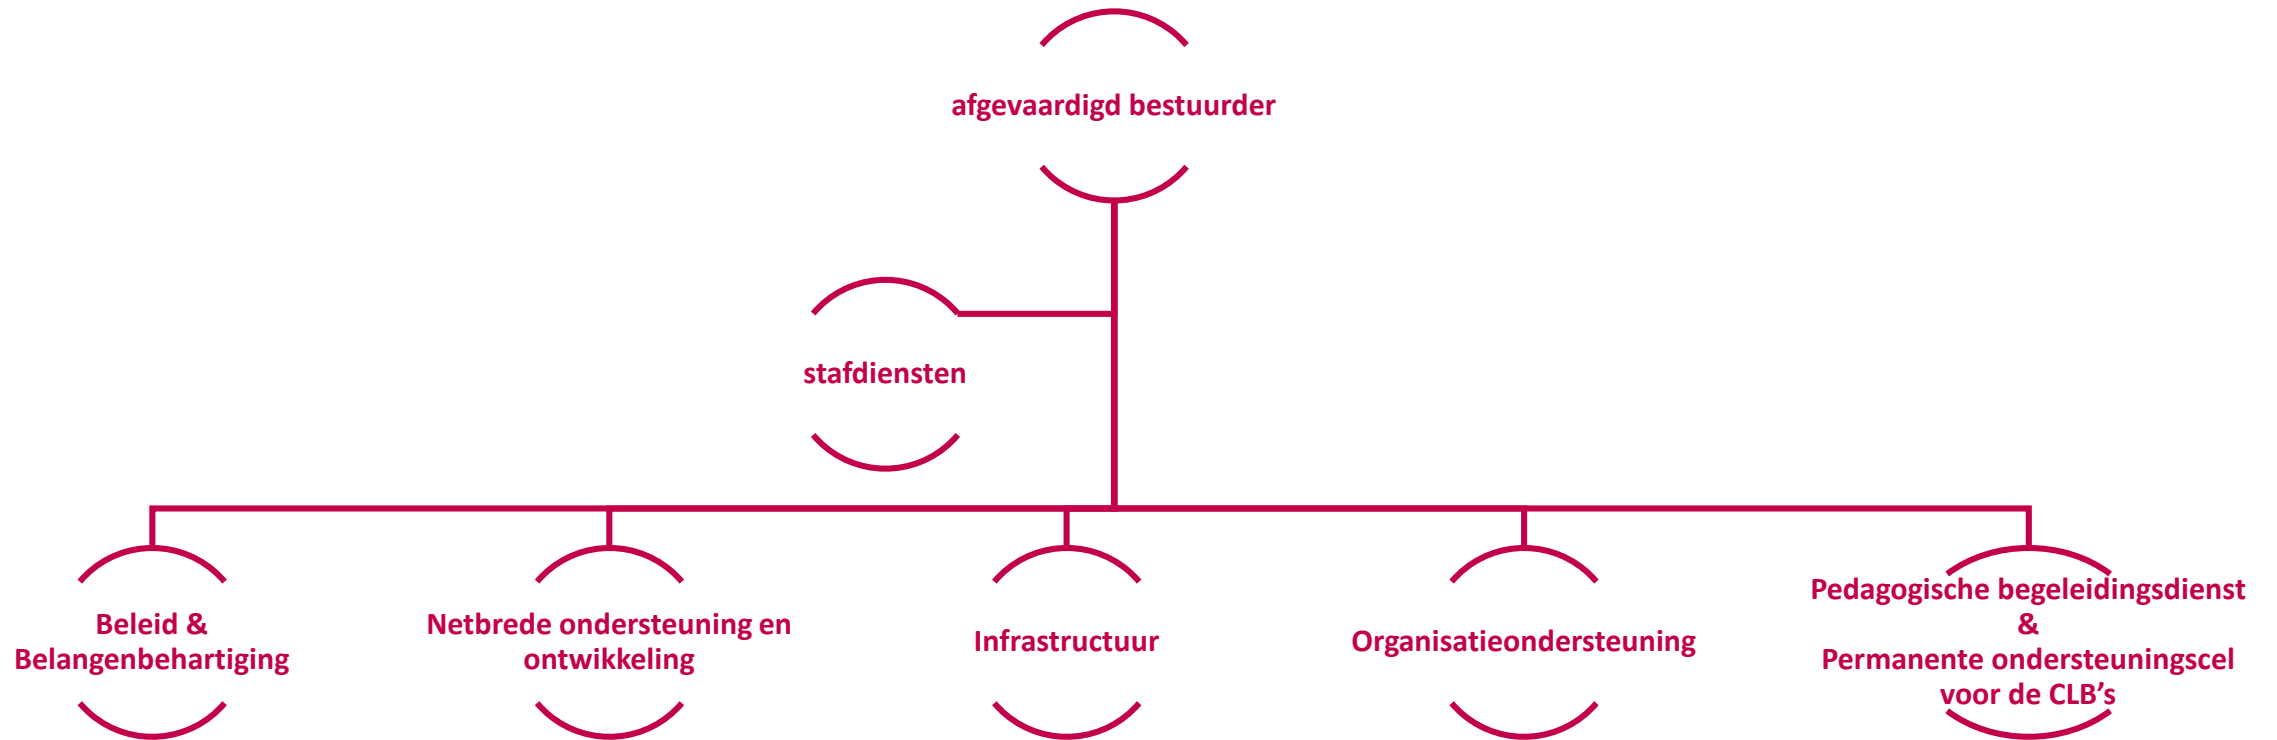 afgevaardigd bestuurder
stafdiensten
Beleid &
Belangenbehartiging
Netbrede ondersteuning en
ontwikkeling
Infrastructuur
Organisatieondersteuning
Pedagogische begeleidingsdienst
&
Permanente ondersteuningscel
voor de CLB’s